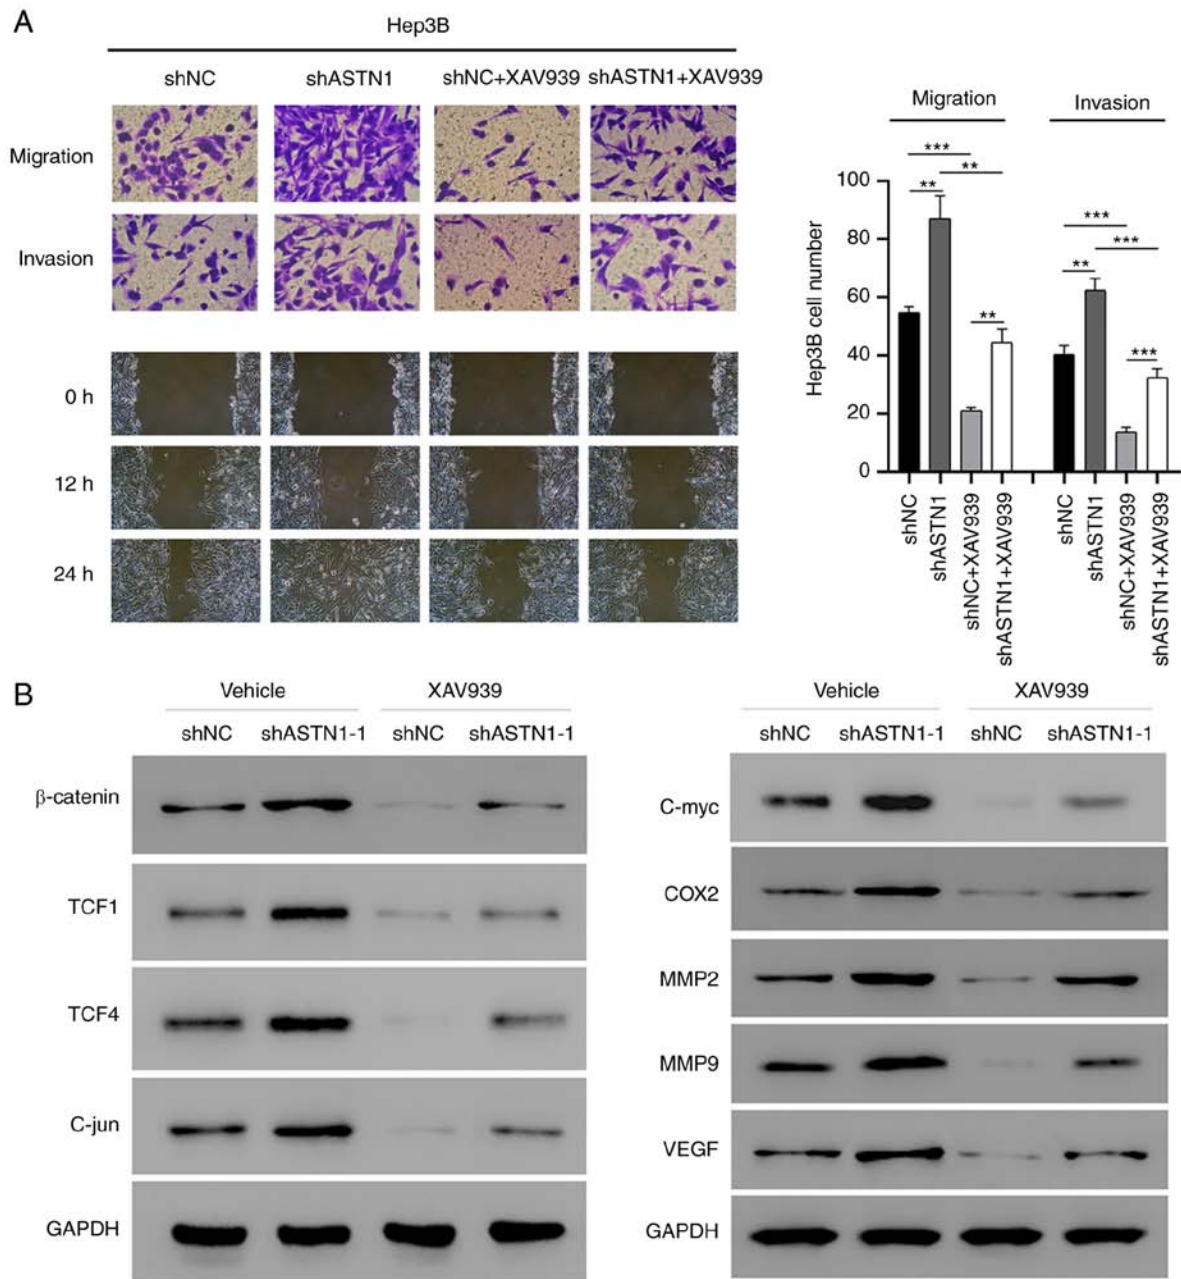 A
Hep3B
shNC shASTN1 shNC+XAV939 shASTN1+XAV939
Migration
Invasion
0 h
12 h
24 h
Migration Invasion
*** **
**
**
*** ***
**
***
Hep3B cell number
100
80
60
40
20
0
shNC
shASTN1
shNC+XAV939
shASTN1+XAV939
shNC
shASTN1
shNC+XAV939
shASTN1+XAV939
B
Vehicle XAV939
shNC shASTN1-1 shNC shASTN1-1
β-catenin
TCF1
TCF4
C-jun
GAPDH
Vehicle XAV939
shNC shASTN1-1 shNC shASTN1-1
C-myc
COX2
MMP2
MMP9
VEGF
GAPDH